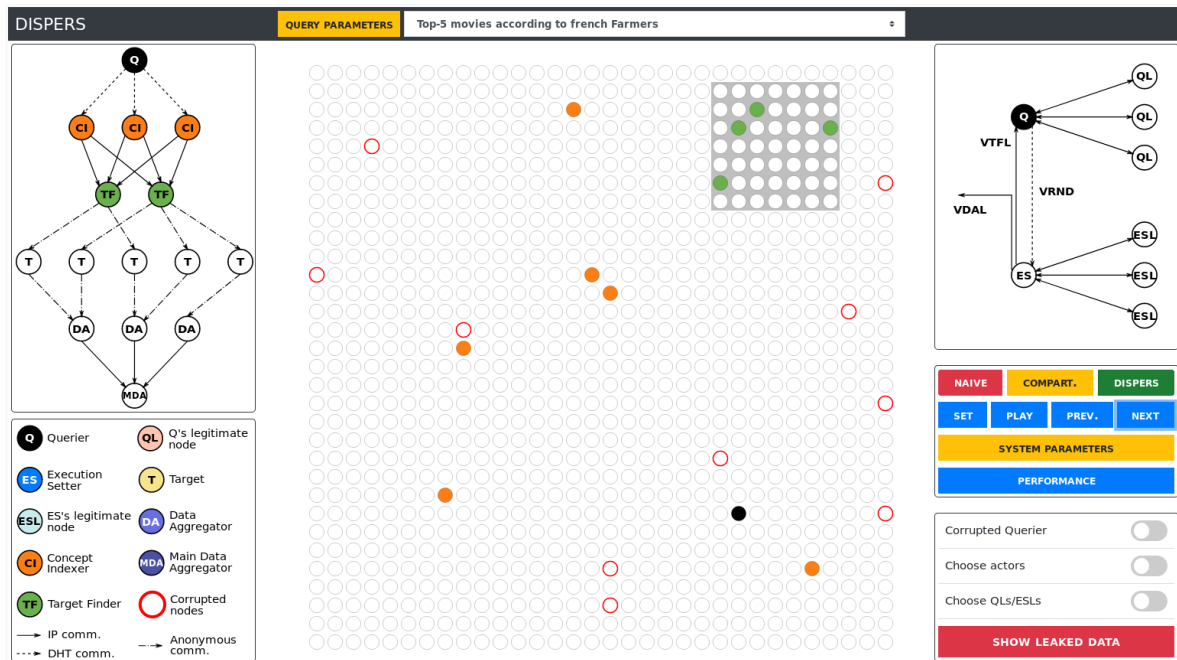 DISPERS
QUERY PARAMETERS
Top-5 movies according to french Farmers
Q
CI CI CI
TF TF
T T T T T
DA DA DA
MDA
Q Querier
QL Q's legitimate
node
ES Execution
Setter
T Target
ESL ES's legitimate
node
DA Data
Aggregator
CI Concept
Indexer
MDA Main Data
Aggregator
TF Target Finder
Corrupted
nodes
IP comm.
DHT comm.
Anonymous
comm.
QL
Q QL
VTFL
QL
VRND
VDAL
ESL
ES ESL
ESL
NAIVE COMPART. DISPERS
SET PLAY PREV. NEXT
SYSTEM PARAMETERS
PERFORMANCE
Corrupted Querier
Choose actors
Choose QLs/ESLs
SHOW LEAKED DATA